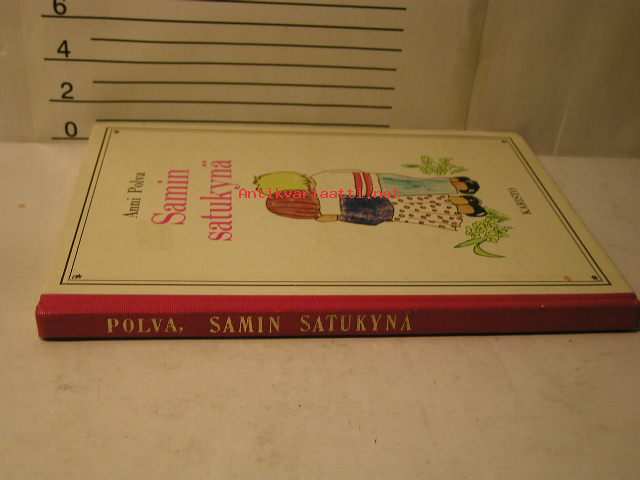 6
4
2
0
Anni Polva
Samin
satukynä
Antikvariaatti.net
KARISTO
POLVA, SAMIN SATUKYNÄ